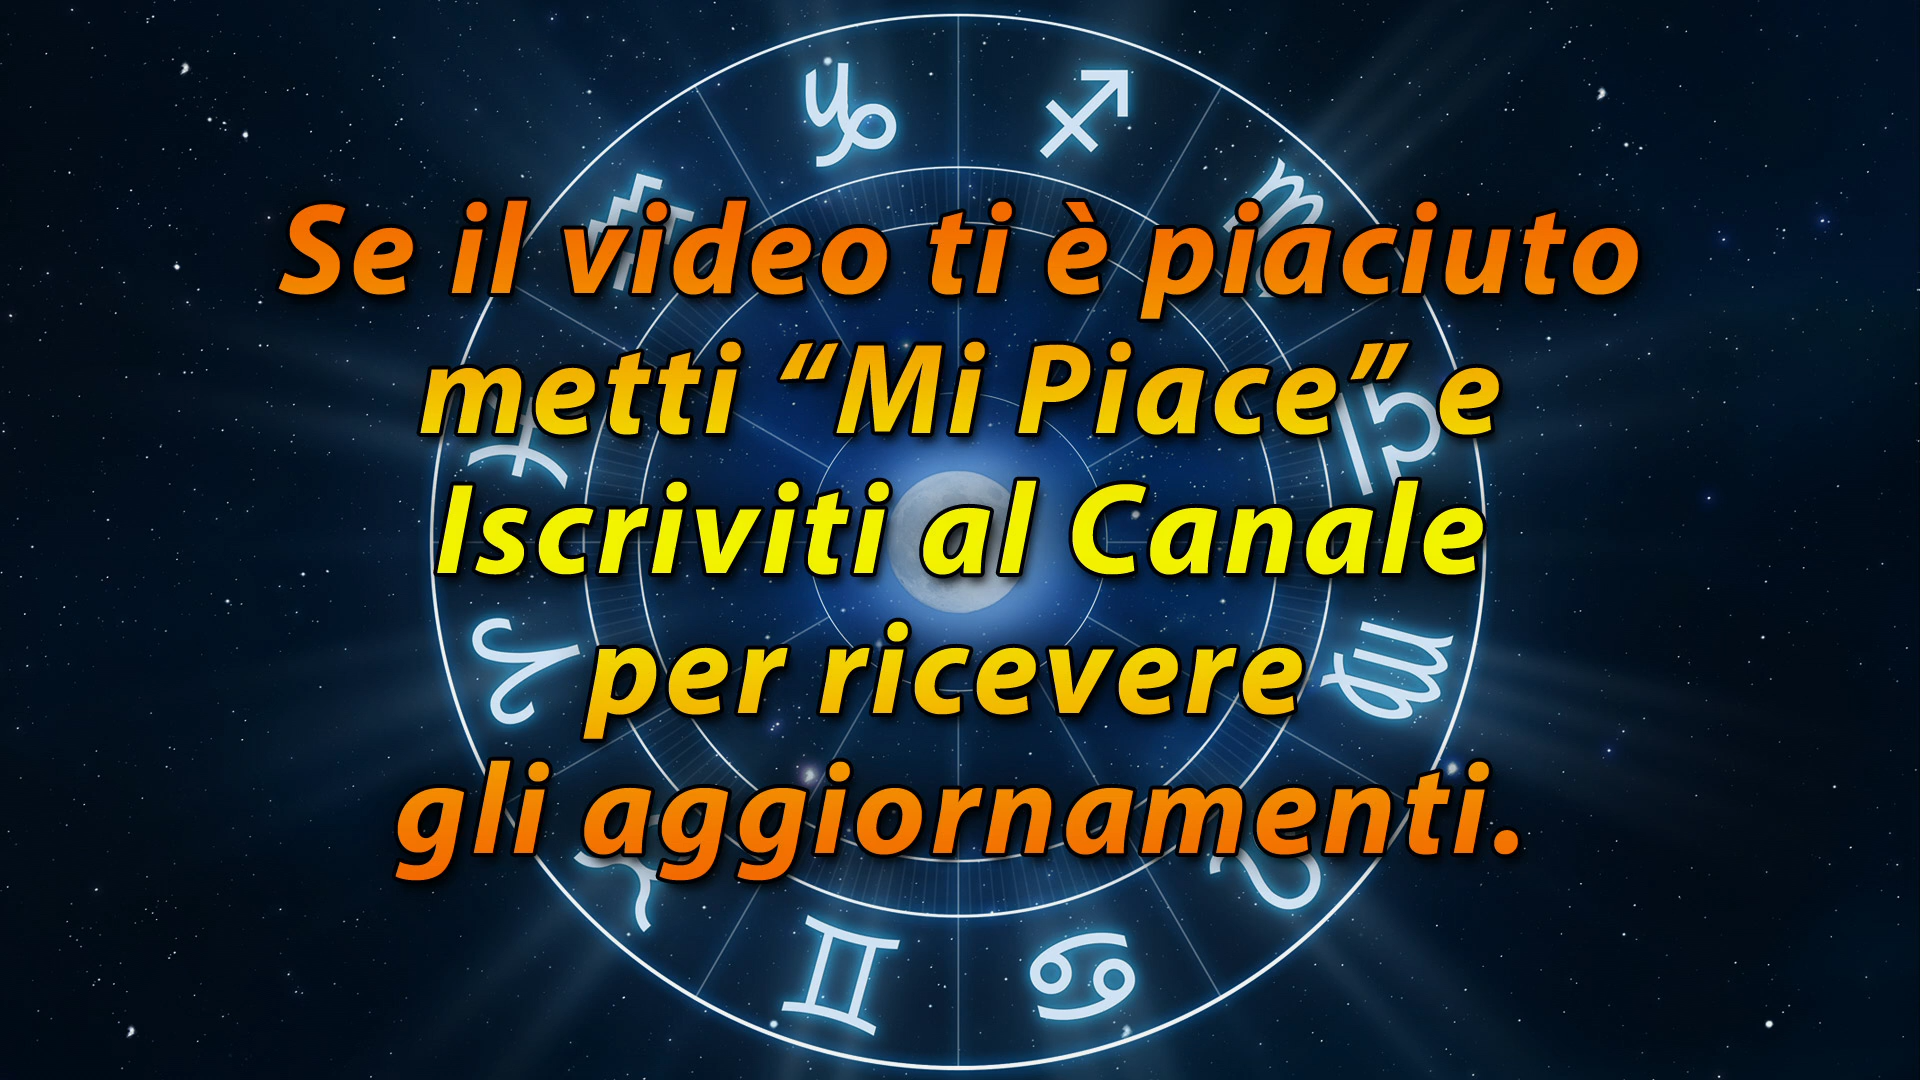 Se il video ti è piaciuto
metti “Mi Piace” e
Iscriviti al Canale
per ricevere
gli aggiornamenti.